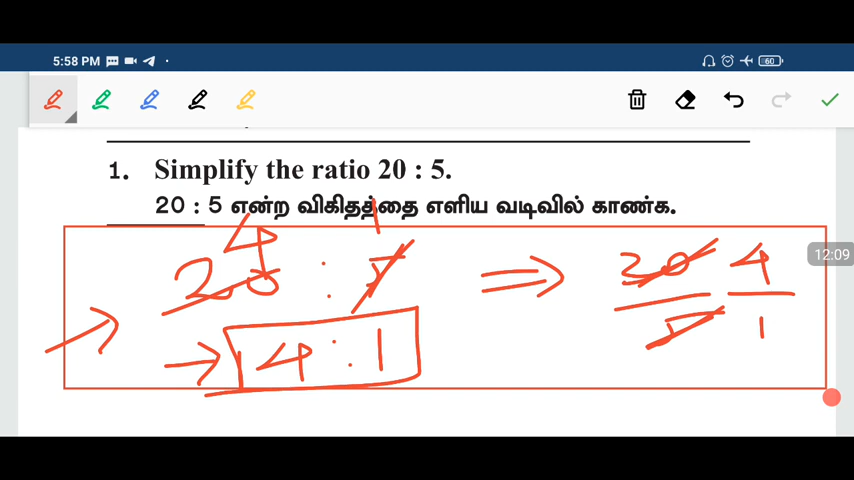 5:58 PM
60
1. Simplify the ratio 20 : 5.
20 : 5 என்ற விகிதத்தை எளிய வடிவில் காண்க.
4 1
20 : 5 ⇒ 20 4
5 1
→ → 4 : 1
12:09